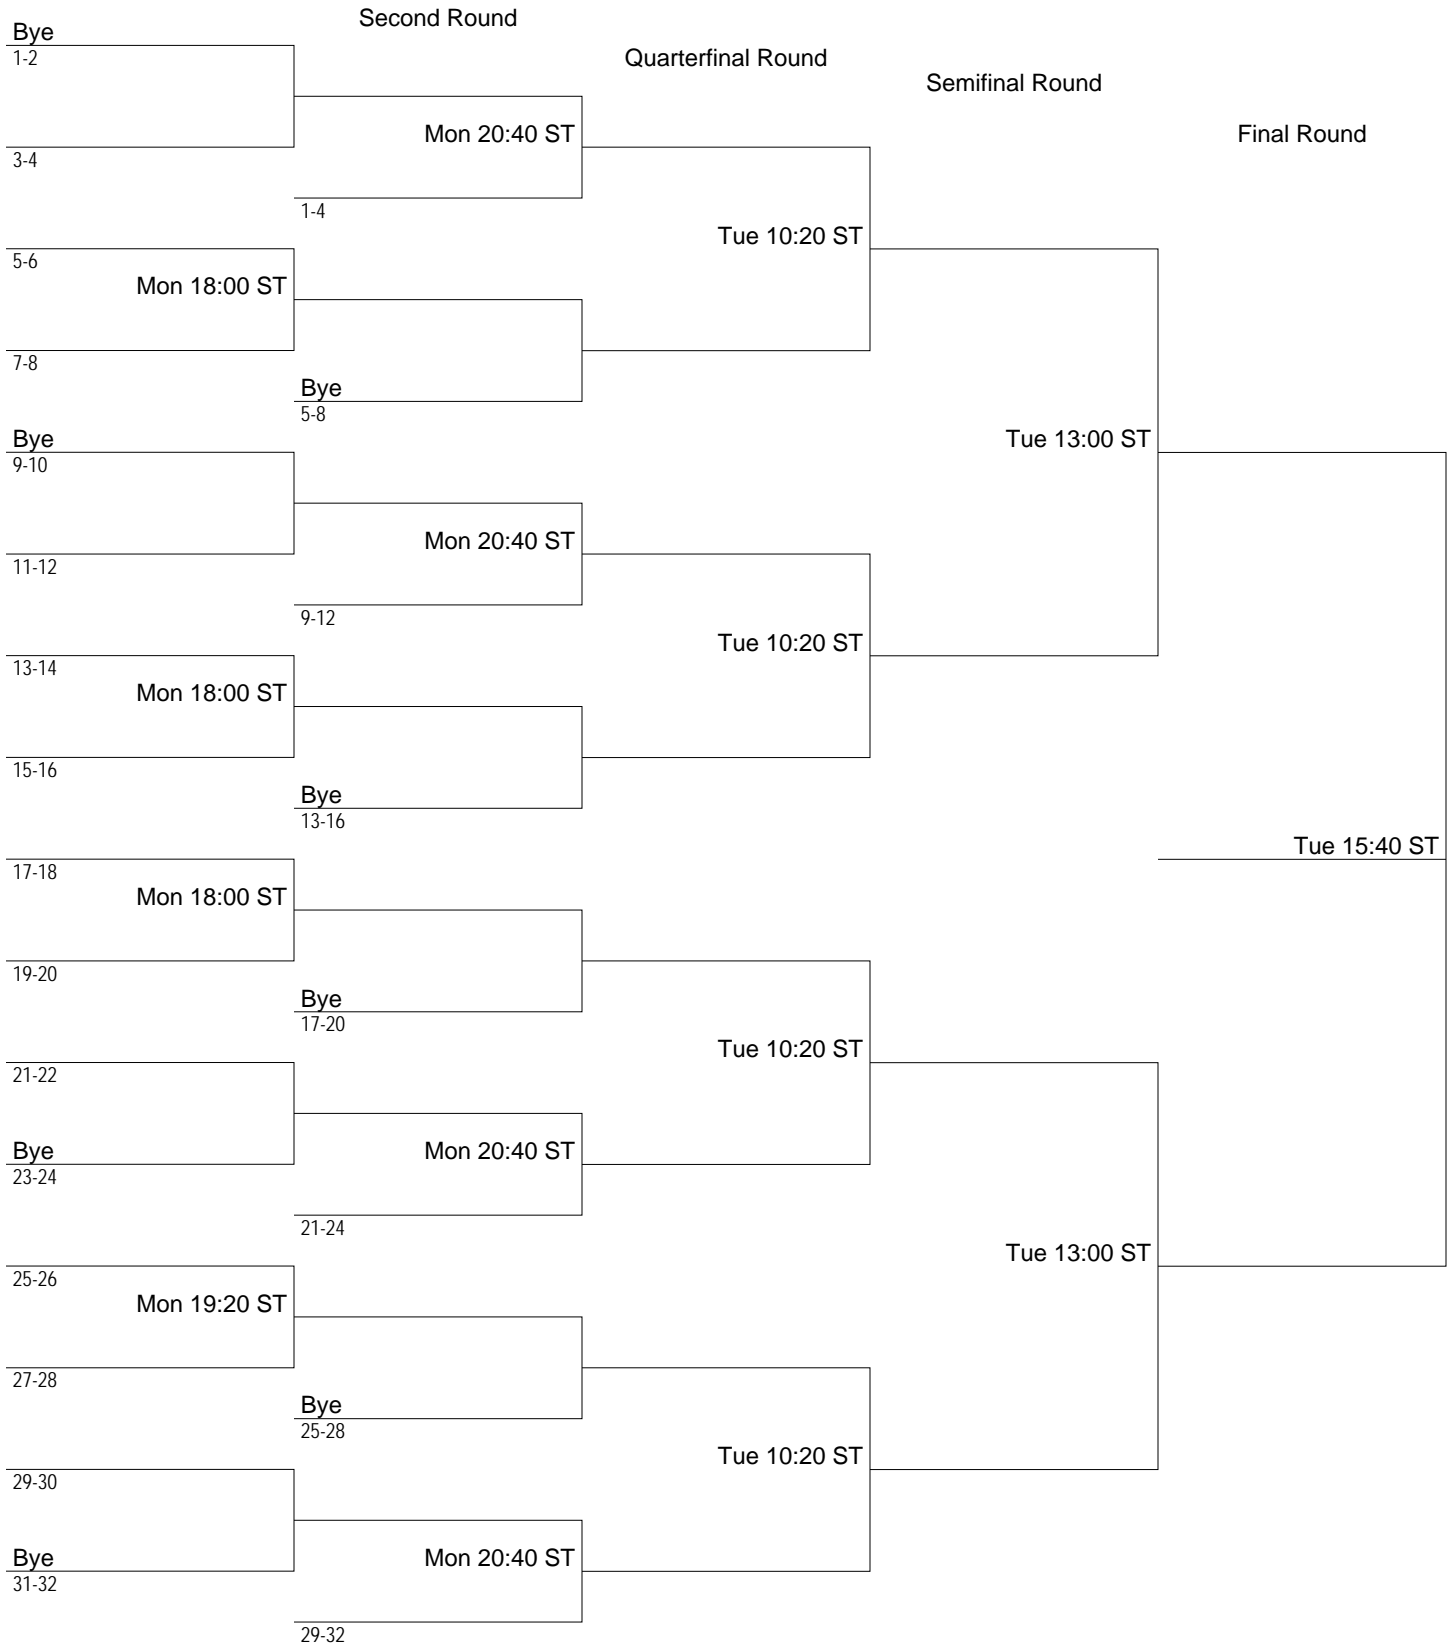 Second Round
Quarterfinal Round
Semifinal Round
Final Round
Bye
1-2
3-4
Mon 20:40 ST
1-4
Tue 10:20 ST
5-6
Mon 18:00 ST
7-8
Bye
5-8
Tue 13:00 ST
Bye
9-10
11-12
Mon 20:40 ST
9-12
Tue 10:20 ST
13-14
Mon 18:00 ST
15-16
Bye
13-16
Tue 15:40 ST
17-18
Mon 18:00 ST
19-20
Bye
17-20
Tue 10:20 ST
21-22
Bye
23-24
Mon 20:40 ST
21-24
Tue 13:00 ST
25-26
Mon 19:20 ST
27-28
Bye
25-28
Tue 10:20 ST
29-30
Bye
31-32
Mon 20:40 ST
29-32